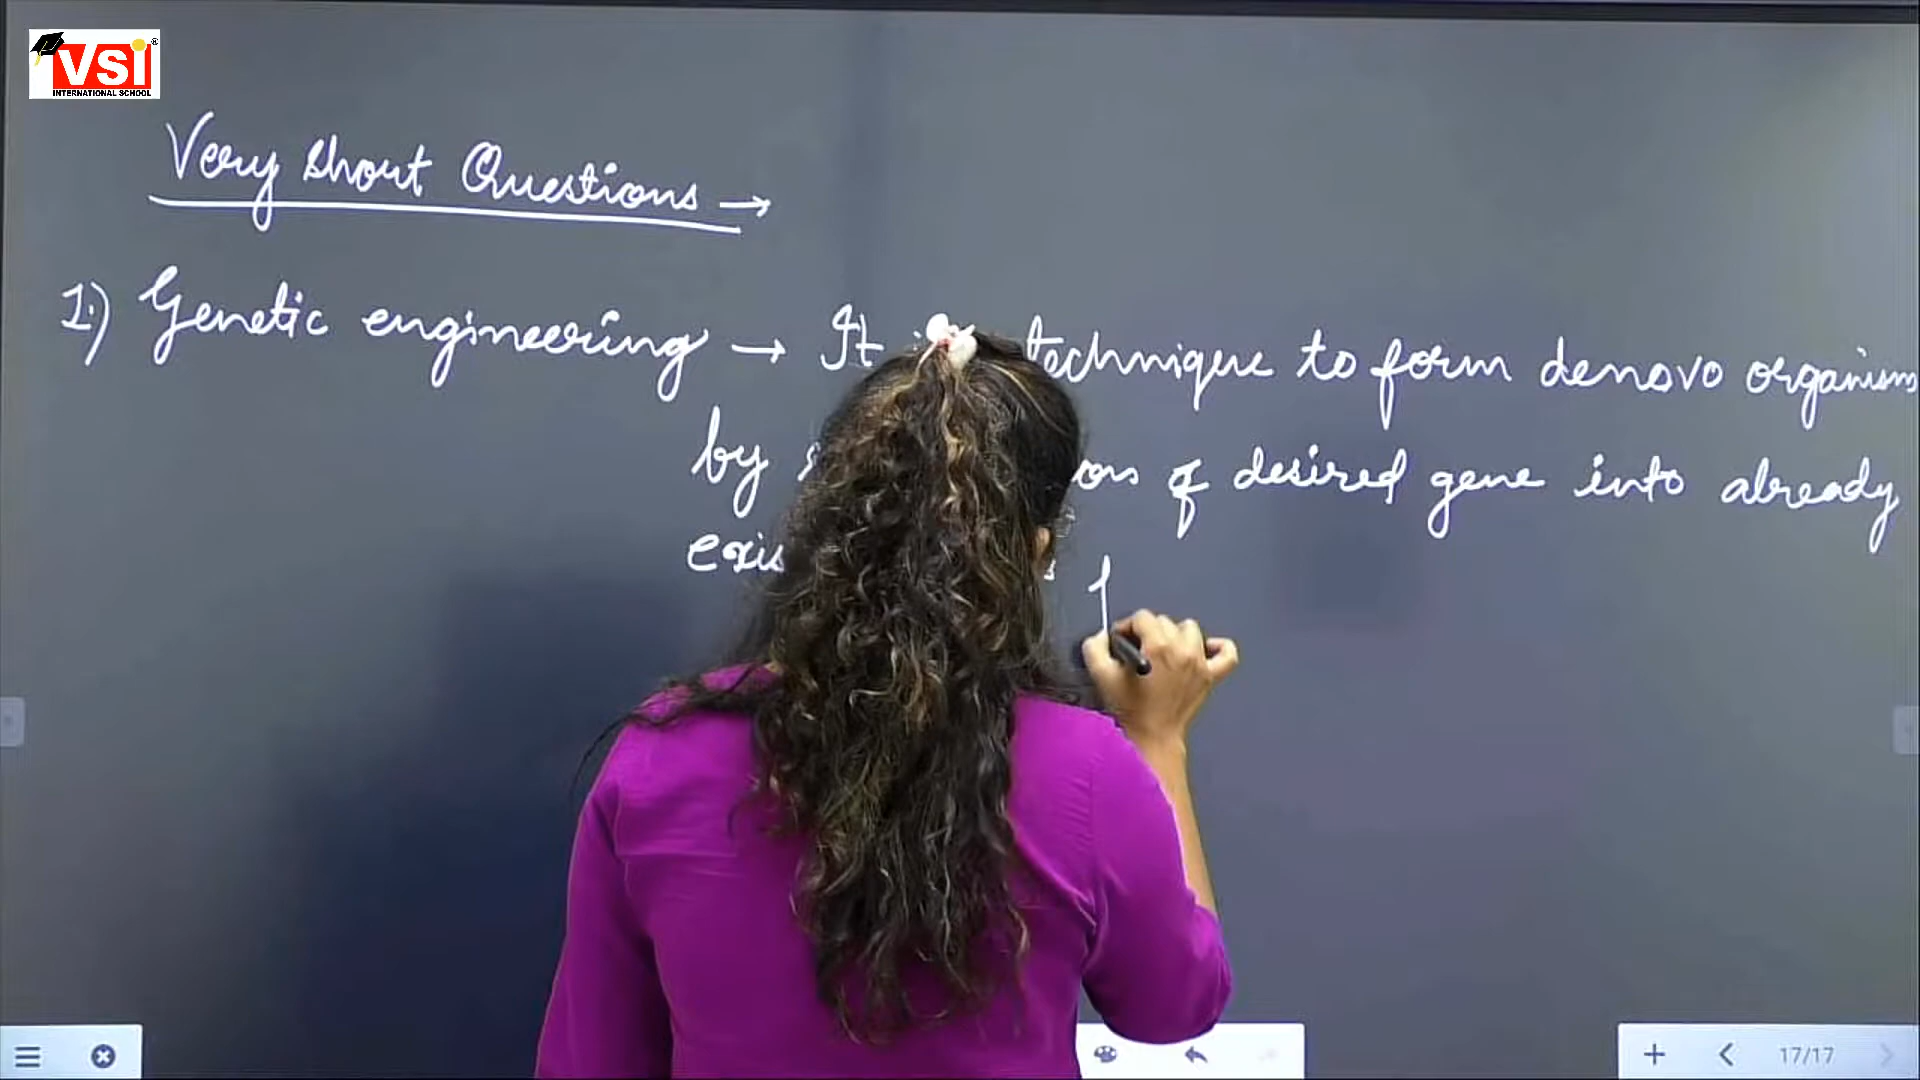 VSI
INTERNATIONAL SCHOOL
Very Short Questions →
1.) Genetic engineering → It technique to form denovo organisms
by of desired gene into already
17/17